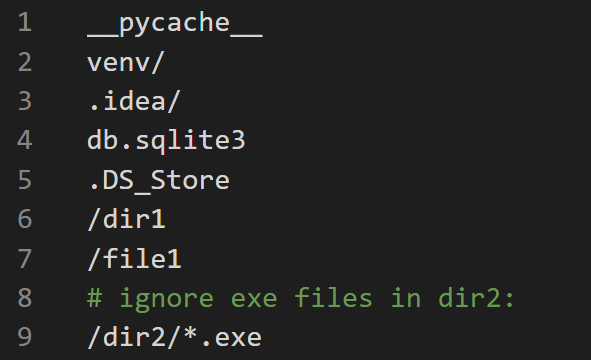 1 __pycache__
2 venv/
3 .idea/
4 db.sqlite3
5 .DS_Store
6 /dir1
7 /file1
8 # ignore exe files in dir2:
9 /dir2/*.exe